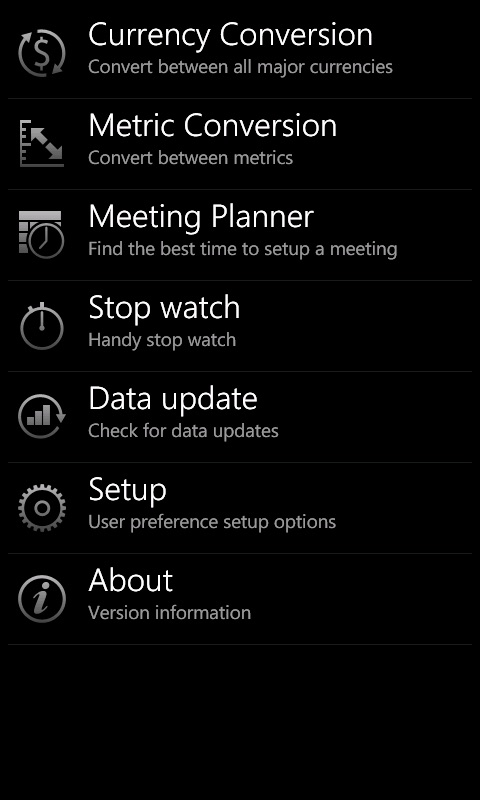 Currency Conversion
Convert between all major currencies
Metric Conversion
Convert between metrics
Meeting Planner
Find the best time to setup a meeting
Stop watch
Handy stop watch
Data update
Check for data updates
Setup
User preference setup options
About
Version information